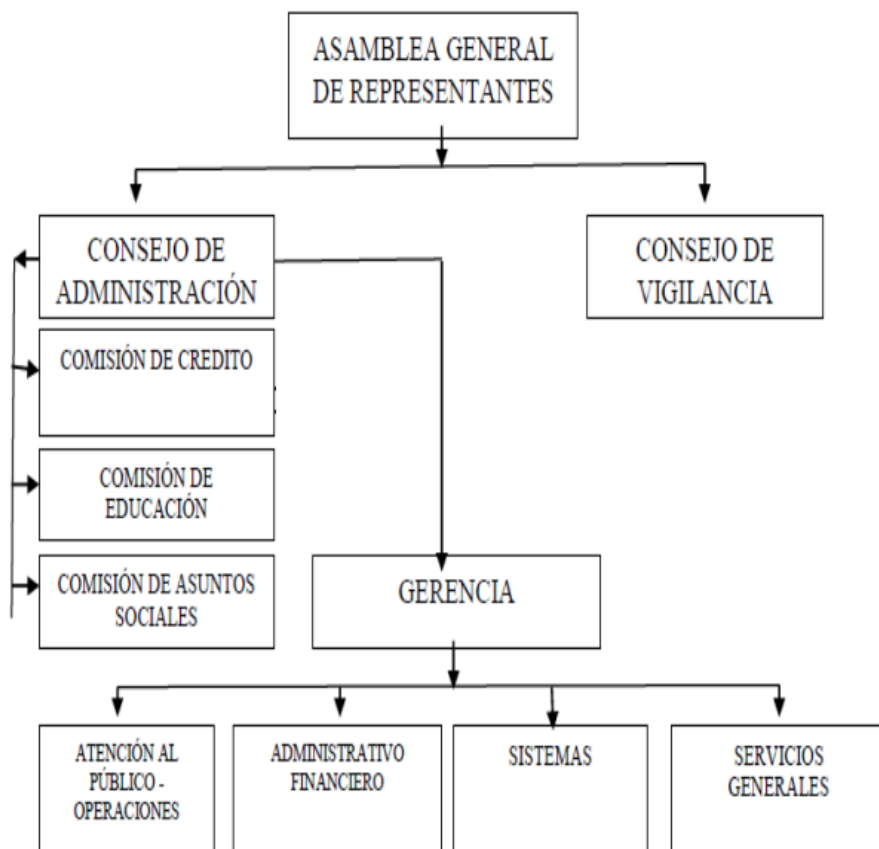 ASAMBLEA GENERAL
DE REPRESENTANTES
CONSEJO DE
ADMINISTRACIÓN
CONSEJO DE
VIGILANCIA
COMISIÓN DE CREDITO
COMISIÓN DE
EDUCACIÓN
COMISIÓN DE ASUNTOS
SOCIALES
GERENCIA
ATENCIÓN AL
PÚBLICO -
OPERACIONES
ADMINISTRATIVO
FINANCIERO
SISTEMAS
SERVICIOS
GENERALES